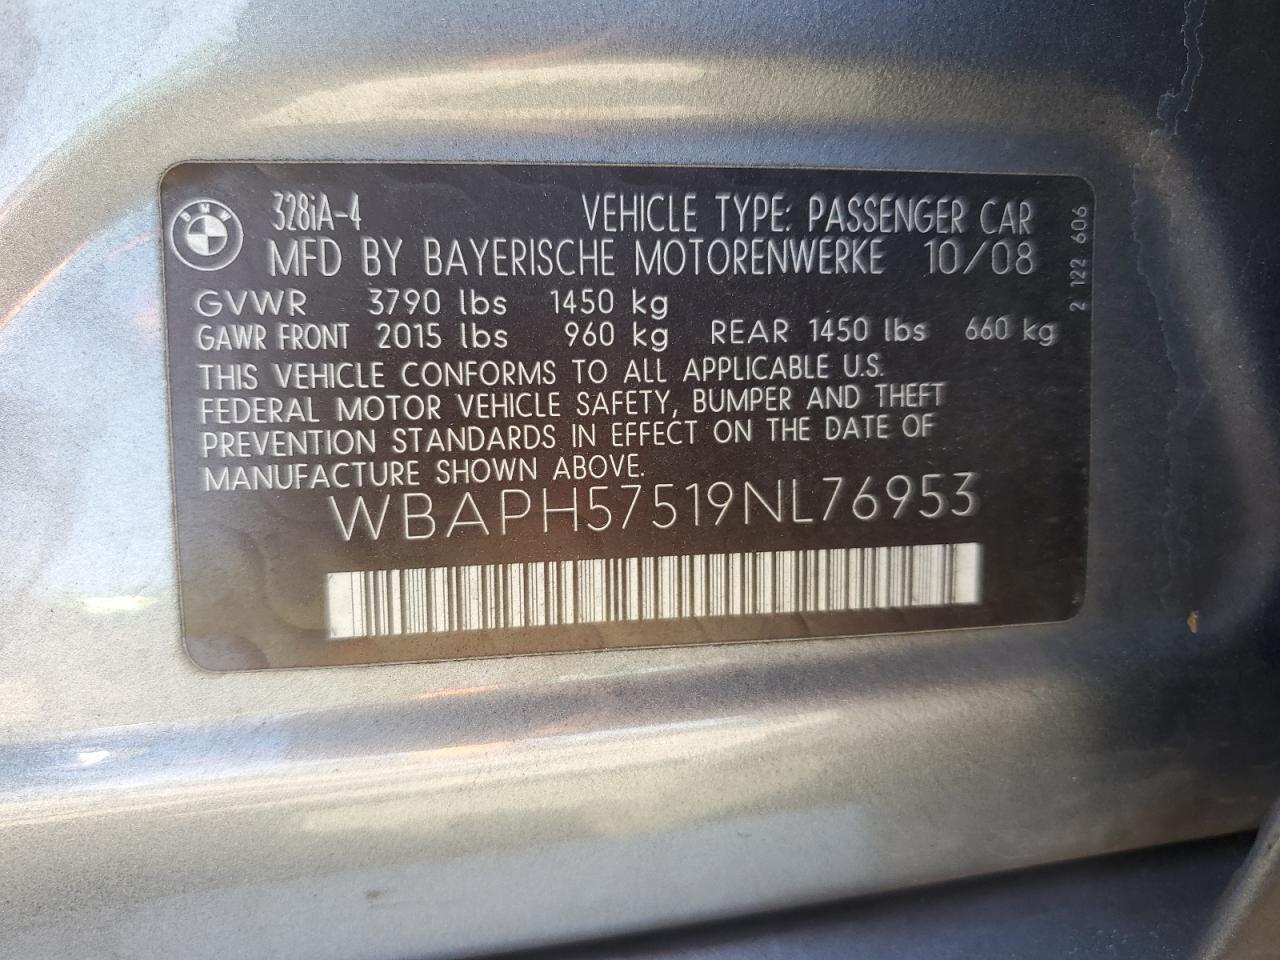 BMW
328iA-4 VEHICLE TYPE: PASSENGER CAR
MFD BY BAYERISCHE MOTORENWERKE 10/08
GVWR 3790 lbs 1450 kg
GAWR FRONT 2015 lbs 960 kg REAR 1450 lbs 660 kg
THIS VEHICLE CONFORMS TO ALL APPLICABLE U.S.
FEDERAL MOTOR VEHICLE SAFETY, BUMPER AND THEFT
PREVENTION STANDARDS IN EFFECT ON THE DATE OF
MANUFACTURE SHOWN ABOVE.
WBAPH57519NL76953
2 122 606